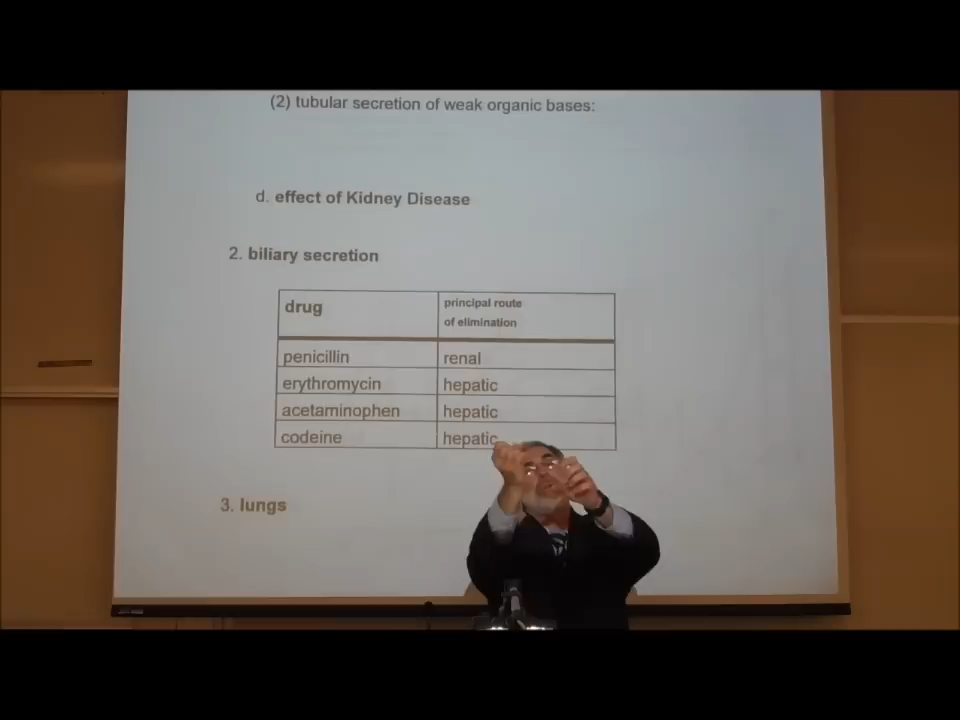 (2) tubular secretion of weak organic bases:
d. effect of Kidney Disease
2. biliary secretion
drug principal route
of elimination
penicillin renal
erythromycin hepatic
acetaminophen hepatic
codeine hepatic
3. lungs